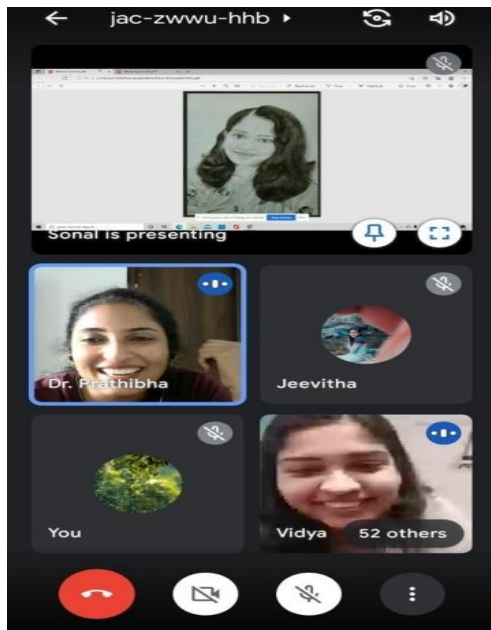 jac-zwwu-hhb
Sonal is presenting
Dr. Prathibha
Jeevitha
You
Vidya
52 others